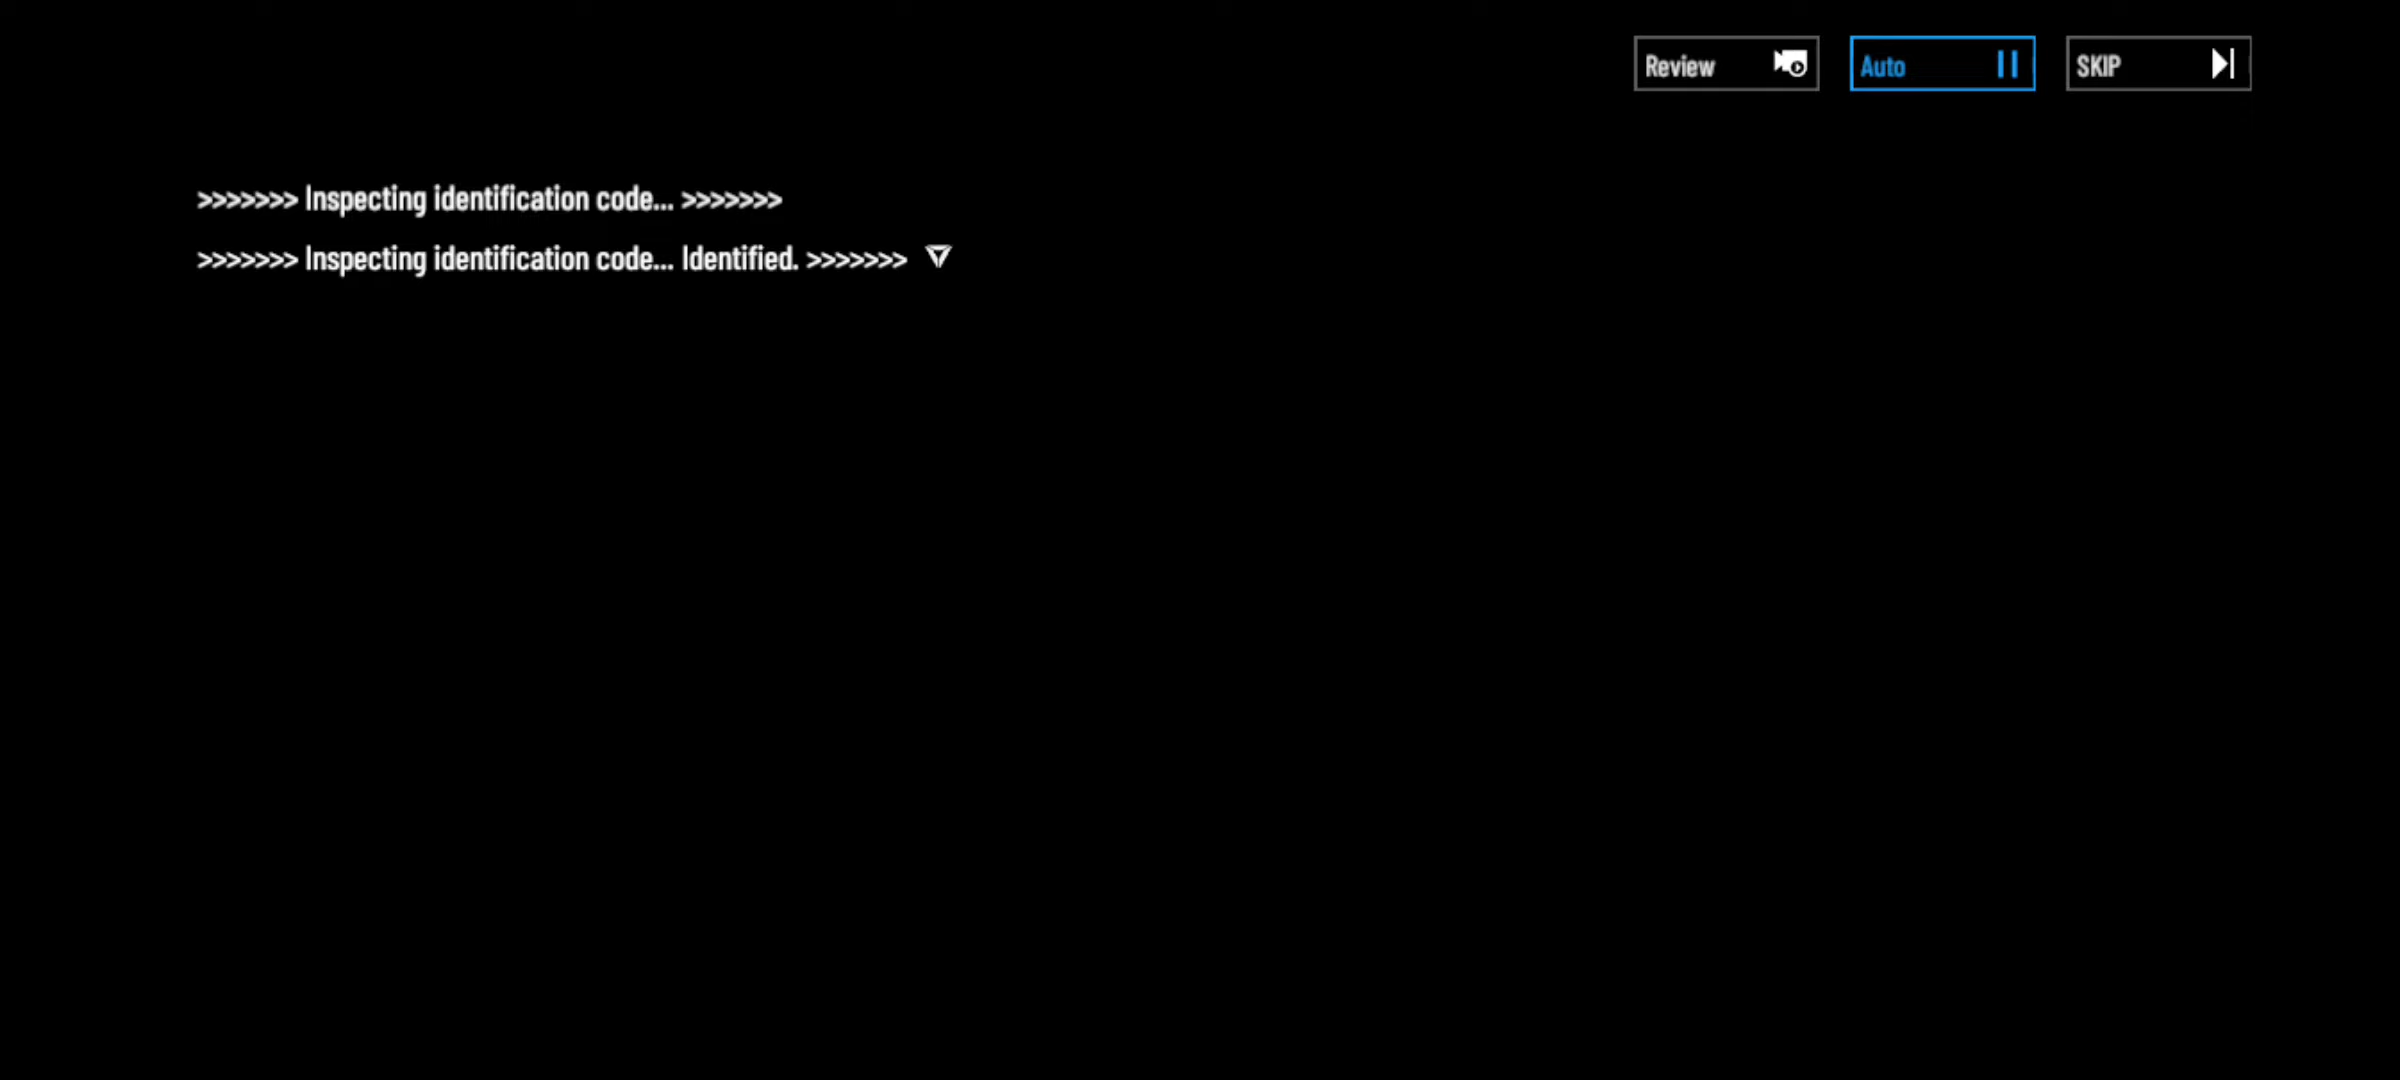 Review
Auto
SKIP
>>>>>>> Inspecting identification code... >>>>>>>
>>>>>>> Inspecting identification code... Identified. >>>>>>>